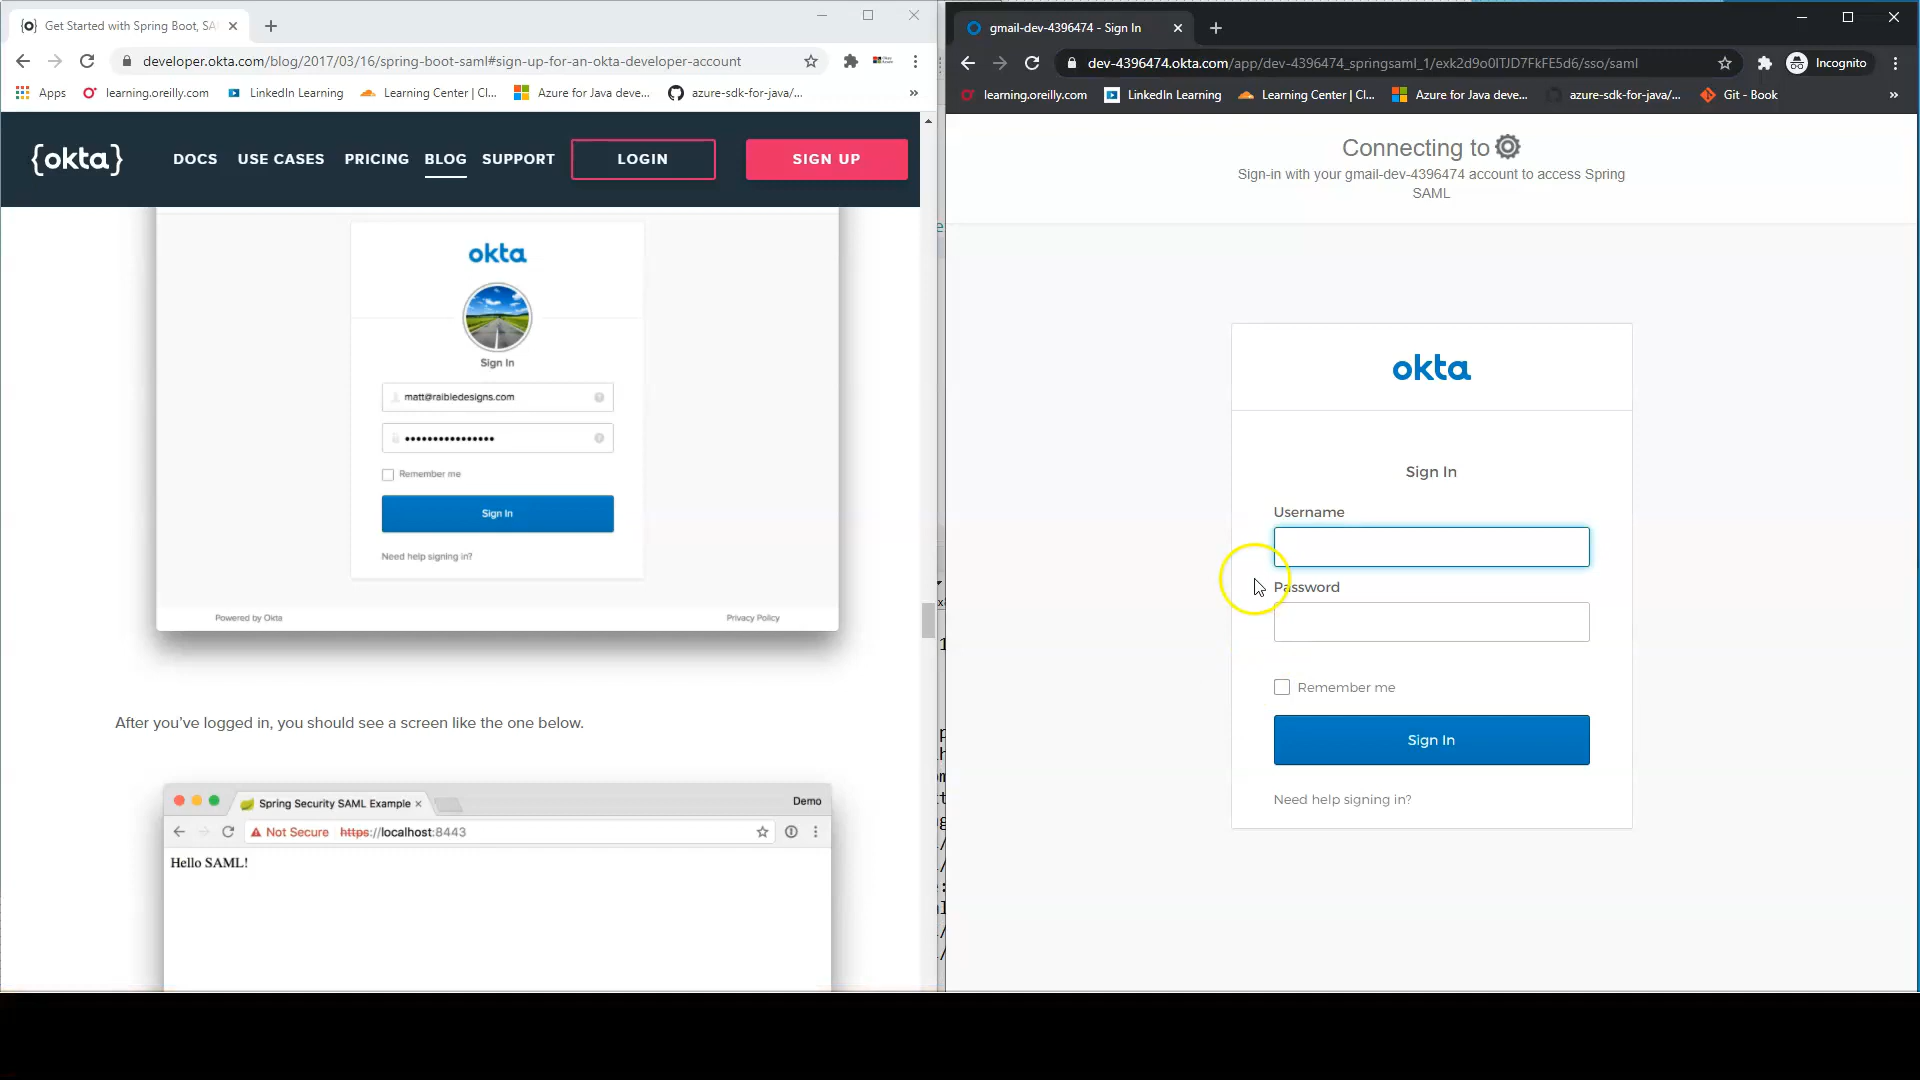 Get Started with Spring Boot, SA
developer.okta.com/blog/2017/03/16/spring-boot-saml#sign-up-for-an-okta-developer-account
Apps
learning.oreilly.com
LinkedIn Learning
Learning Center | Cl...
Azure for Java deve...
azure-sdk-for-java/...
»
{okta}
DOCS
USE CASES
PRICING
BLOG
SUPPORT
LOGIN
SIGN UP
okta
Sign In
matt@raibledesigns.com
Remember me
Sign In
Need help signing in?
Powered by Okta
Privacy Policy
After you've logged in, you should see a screen like the one below.
Spring Security SAML Example
Demo
Not Secure
https://localhost:8443
Hello SAML!
gmail-dev-4396474 - Sign In
dev-4396474.okta.com/app/dev-4396474_springsaml_1/exk2d9o0lTJD7FkFE5d6/sso/saml
Incognito
learning.oreilly.com
LinkedIn Learning
Learning Center | Cl...
Azure for Java deve...
azure-sdk-for-java/...
Git - Book
»
Connecting to
Sign-in with your gmail-dev-4396474 account to access Spring
SAML
okta
Sign In
Username
Password
Remember me
Sign In
Need help signing in?